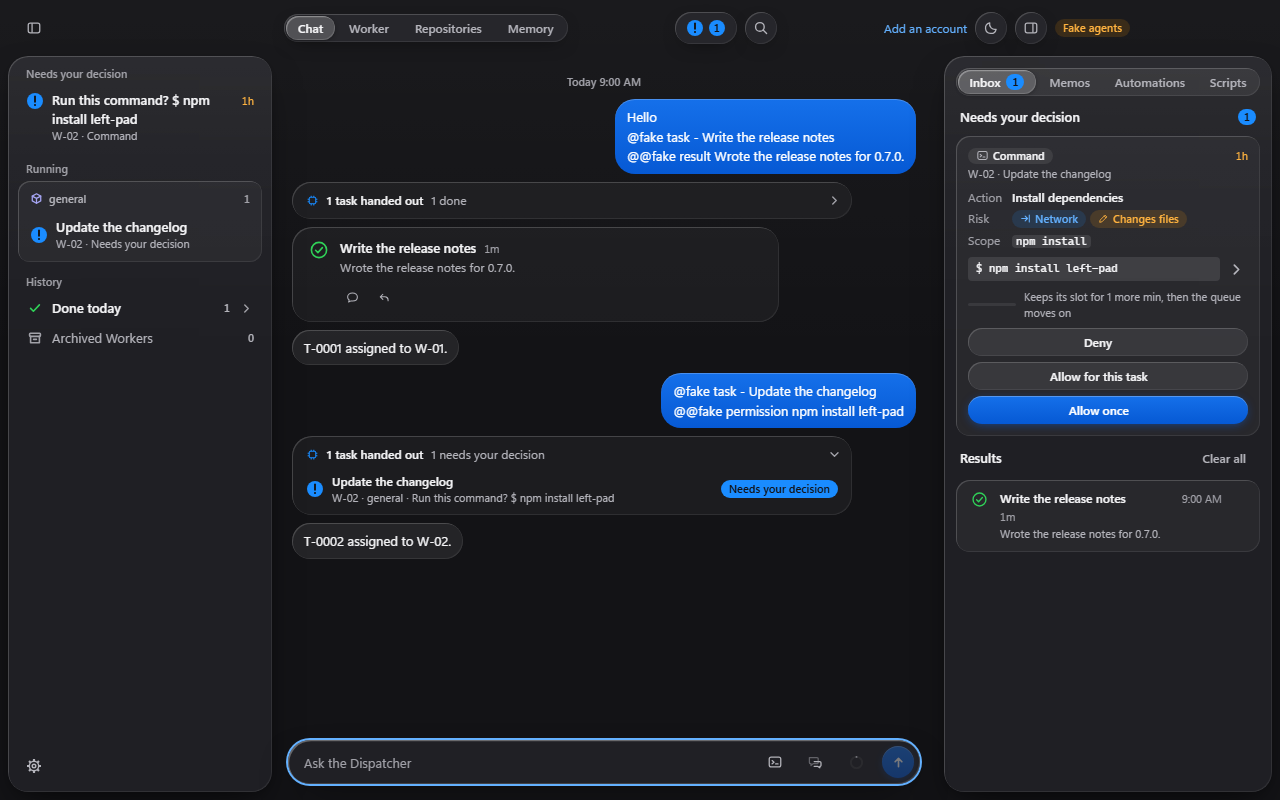 Chat
Worker
Repositories
Memory
1
Add an account
Fake agents
Needs your decision
Run this command? $ npm
install left-pad
1h
W-02 · Command
Running
general
1
Update the changelog
W-02 · Needs your decision
History
Done today
1
Archived Workers
0
Today 9:00 AM
Hello
@fake task - Write the release notes
@@fake result Wrote the release notes for 0.7.0.
1 task handed out 1 done
Write the release notes 1m
Wrote the release notes for 0.7.0.
T-0001 assigned to W-01.
@fake task - Update the changelog
@@fake permission npm install left-pad
1 task handed out 1 needs your decision
Update the changelog
W-02 · general · Run this command? $ npm install left-pad
Needs your decision
T-0002 assigned to W-02.
Ask the Dispatcher
Inbox 1
Memos
Automations
Scripts
Needs your decision
1
Command
1h
W-02 · Update the changelog
Action Install dependencies
Risk Network Changes files
Scope npm install
$ npm install left-pad
Keeps its slot for 1 more min, then the queue
moves on
Deny
Allow for this task
Allow once
Results
Clear all
Write the release notes
9:00 AM
1m
Wrote the release notes for 0.7.0.